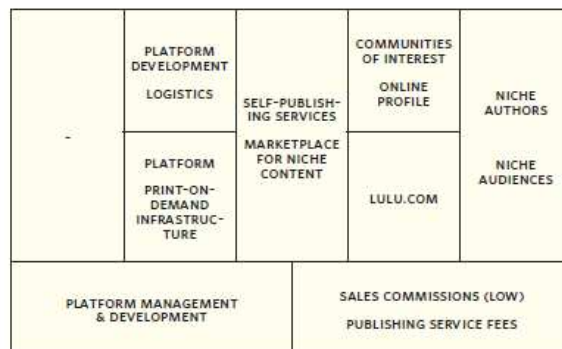 -
PLATFORM
DEVELOPMENT
LOGISTICS
PLATFORM
PRINT-ON-
DEMAND
INFRASTRUC-
TURE
SELF-PUBLISH-
ING SERVICES
MARKETPLACE
FOR NICHE
CONTENT
COMMUNITIES
OF INTEREST
ONLINE
PROFILE
LULU.COM
NICHE
AUTHORS
NICHE
AUDIENCES
PLATFORM MANAGEMENT
& DEVELOPMENT
SALES COMMISSIONS (LOW)
PUBLISHING SERVICE FEES